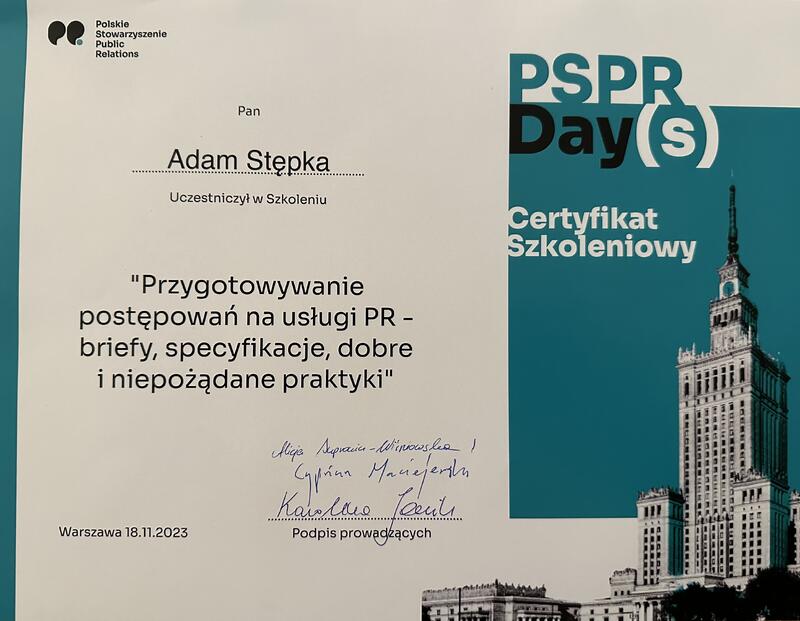 Polskie
Stowarzyszenie
Public
Relations
PSPR
Day(s)
Certyfikat
Szkoleniowy
Pan
Adam Stępka
Uczestniczył w Szkoleniu
"Przygotowywanie
postępowań na usługi PR -
briefy, specyfikacje, dobre
i niepożądane praktyki"
Cyprian Maciejewski
Karolina
Warszawa 18.11.2023
Podpis prowadzących